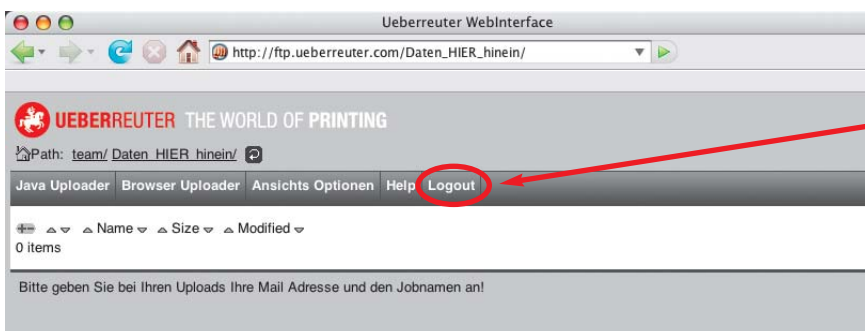 Ueberreuter WebInterface
http://ftp.ueberreuter.com/Daten_HIER_hinein/
UEBERREUTER THE WORLD OF PRINTING
Path: team/ Daten_HIER_hinein/
Java Uploader Browser Uploader Ansichts Optionen Help Logout
Name Size Modified
0 items
Bitte geben Sie bei Ihren Uploads Ihre Mail Adresse und den Jobnamen an!